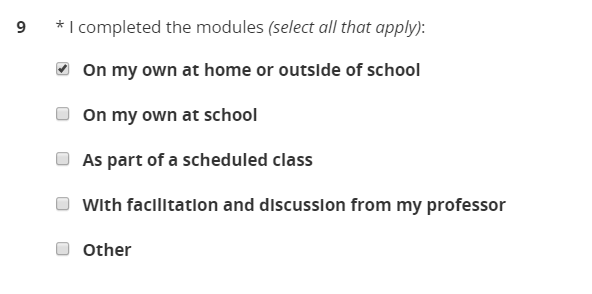 9 * I completed the modules (select all that apply):
On my own at home or outside of school
On my own at school
As part of a scheduled class
With facilitation and discussion from my professor
Other